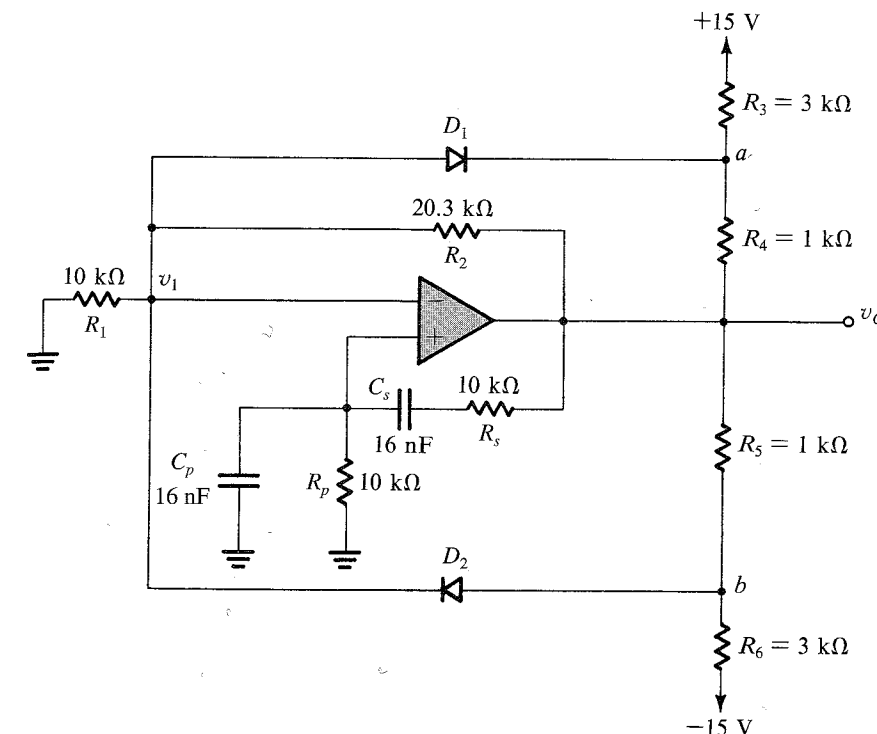 +15 V
R3 = 3 kΩ
D1
a
20.3 kΩ
R2
R4 = 1 kΩ
10 kΩ
v1
R1
−
+
Cs
10 kΩ
16 nF
Rs
R5 = 1 kΩ
Cp
16 nF
Rp
10 kΩ
D2
b
R6 = 3 kΩ
−15 V